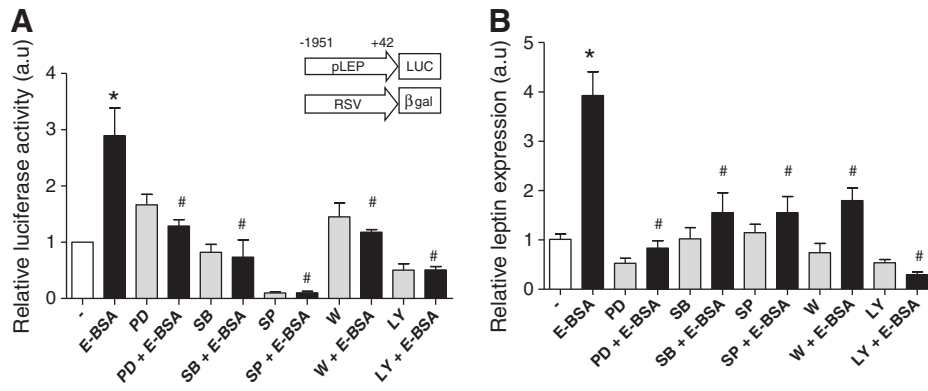 A
Relative luciferase activity (a.u)
4
3
2
1
0
-1951 +42
pLEP LUC
RSV βgal
*
# # # # #
- E-BSA PD PD + E-BSA SB SB + E-BSA SP SP + E-BSA W W + E-BSA LY LY + E-BSA
B
Relative leptin expression (a.u)
5
4
3
2
1
0
*
# # # # #
- E-BSA PD PD + E-BSA SB SB + E-BSA SP SP + E-BSA W W + E-BSA LY LY + E-BSA